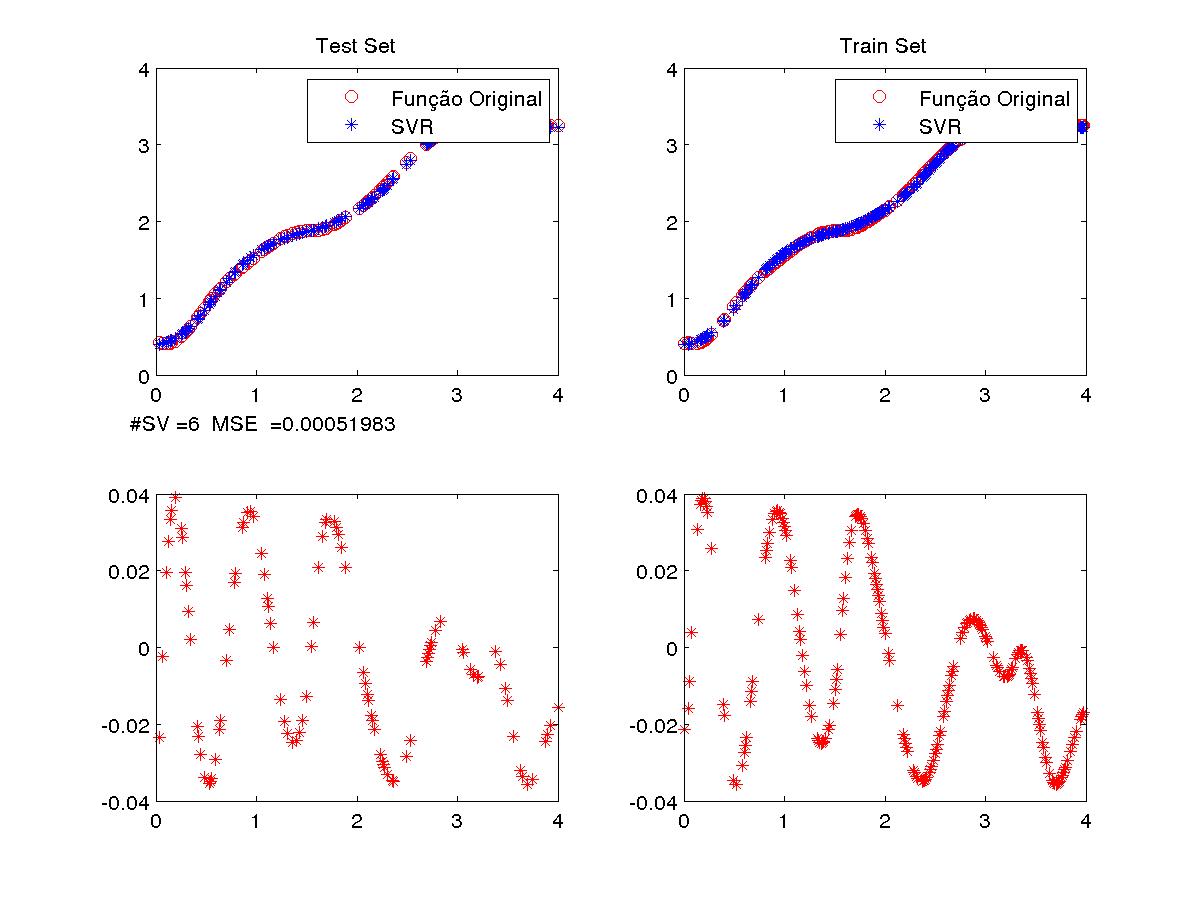 Test Set
Train Set
4
3
2
1
0
Função Original
SVR
0 1 2 3 4
4
3
2
1
0
Função Original
SVR
0 1 2 3 4
#SV =6 MSE =0.00051983
0.04
0.02
0
-0.02
-0.04
0 1 2 3 4
0.04
0.02
0
-0.02
-0.04
0 1 2 3 4